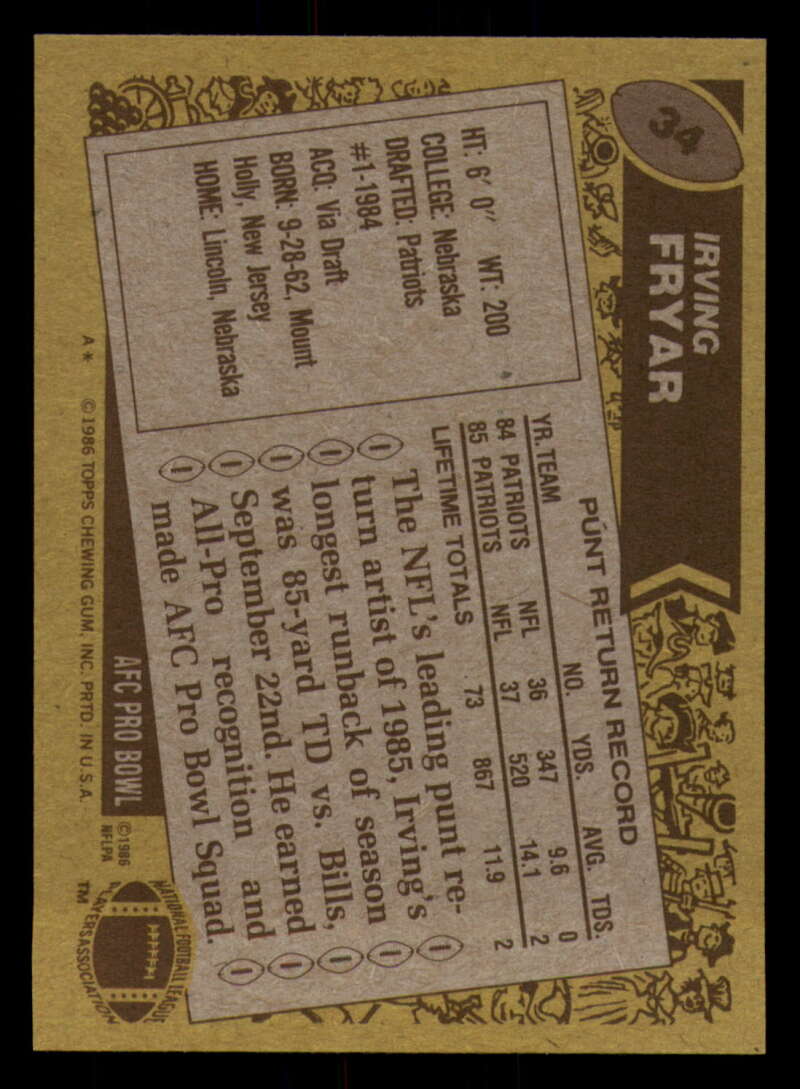 34
IRVING
FRYAR
HT: 6′ 0″ WT: 200
COLLEGE: Nebraska
DRAFTED: Patriots
#1-1984
ACQ: Via Draft
BORN: 9-28-62, Mount
Holly, New Jersey
HOME: Lincoln, Nebraska
PUNT RETURN RECORD
YR. TEAM NO. YDS. AVG. TDS.
84 PATRIOTS NFL 36 347 9.6 0
85 PATRIOTS NFL 37 520 14.1 2
LIFETIME TOTALS 73 867 11.9 2
The NFL's leading punt re-
turn artist of 1985, Irving's
longest runback of season
was 85-yard TD vs. Bills,
September 22nd. He earned
All-Pro recognition and
made AFC Pro Bowl Squad.
AFC PRO BOWL
A* ©1986 TOPPS CHEWING GUM, INC. PRTD. IN U.S.A.
©1986
NFLPA
NATIONAL FOOTBALL LEAGUE
PLAYERS ASSOCIATION
TM